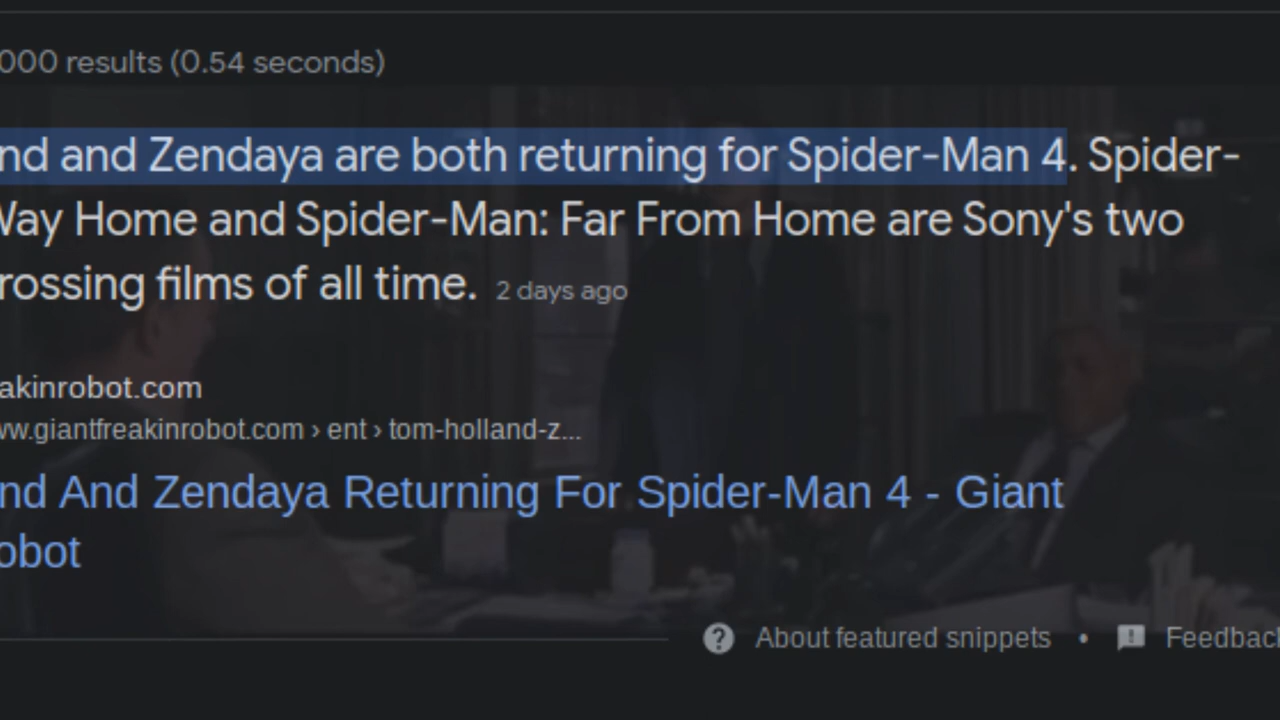 000 results (0.54 seconds)
nd and Zendaya are both returning for Spider-Man 4. Spider-
Way Home and Spider-Man: Far From Home are Sony's two
rossing films of all time. 2 days ago
akinrobot.com
ww.giantfreakinrobot.com › ent › tom-holland-z...
nd And Zendaya Returning For Spider-Man 4 - Giant
obot
About featured snippets • Feedback